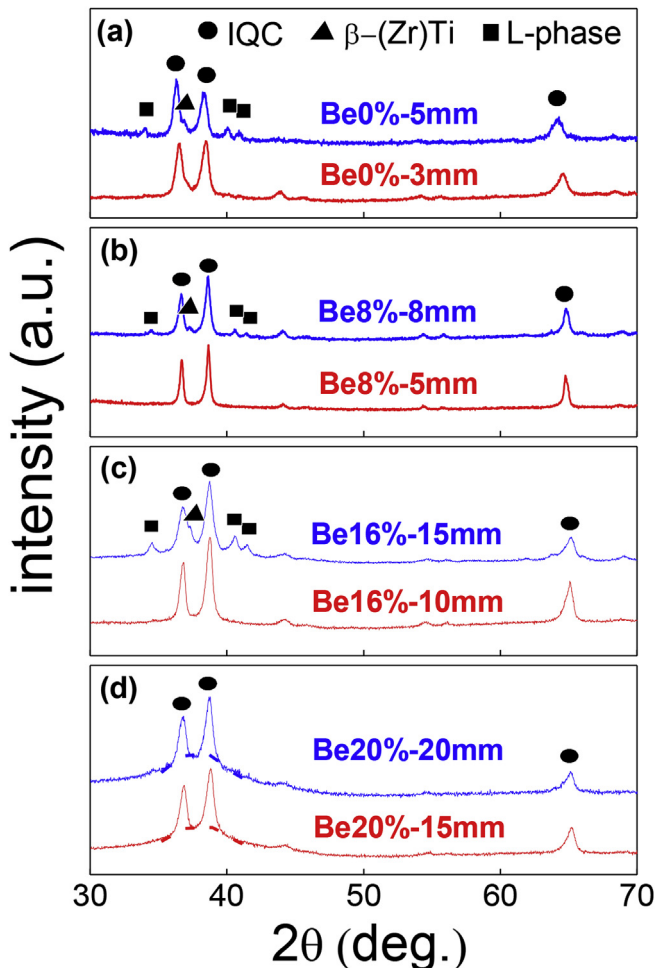 (a) ● IQC ▲ β–(Zr)Ti ■ L-phase
Be0%-5mm
Be0%-3mm
(b)
Be8%-8mm
Be8%-5mm
(c)
Be16%-15mm
Be16%-10mm
(d)
Be20%-20mm
Be20%-15mm
30 40 50 60 70
2θ (deg.)
intensity (a.u.)